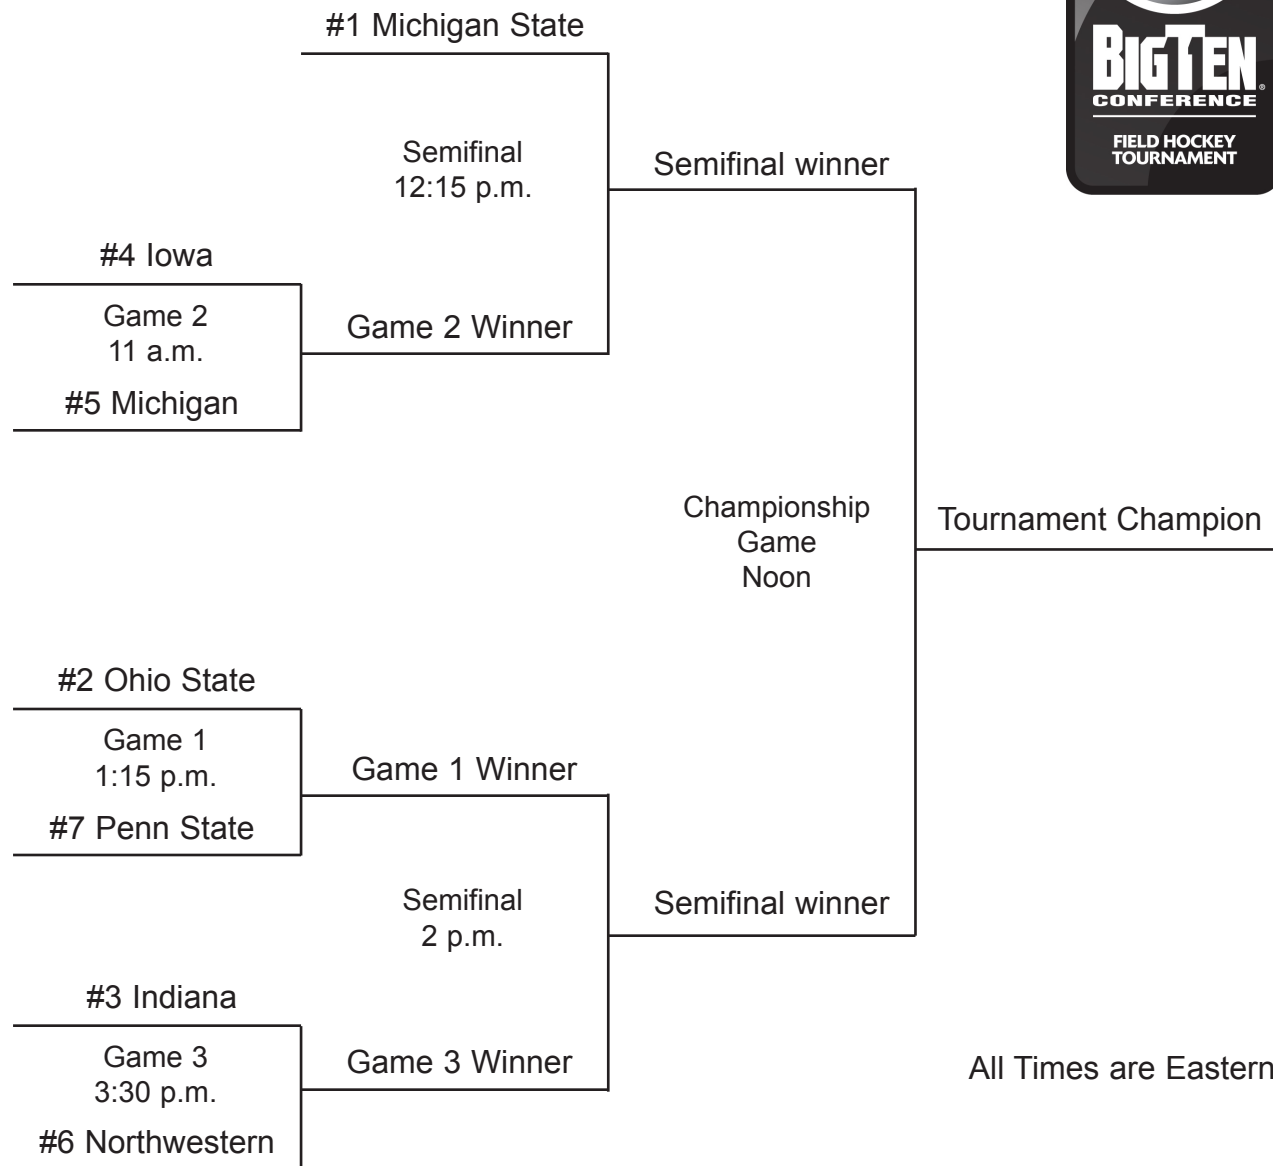 #1 Michigan State
BIG TEN
CONFERENCE
FIELD HOCKEY
TOURNAMENT
Semifinal
12:15 p.m.
Semifinal winner
#4 Iowa
Game 2
11 a.m.
Game 2 Winner
#5 Michigan
Championship
Game
Noon
Tournament Champion
#2 Ohio State
Game 1
1:15 p.m.
Game 1 Winner
#7 Penn State
Semifinal
2 p.m.
Semifinal winner
#3 Indiana
Game 3
3:30 p.m.
Game 3 Winner
All Times are Eastern
#6 Northwestern